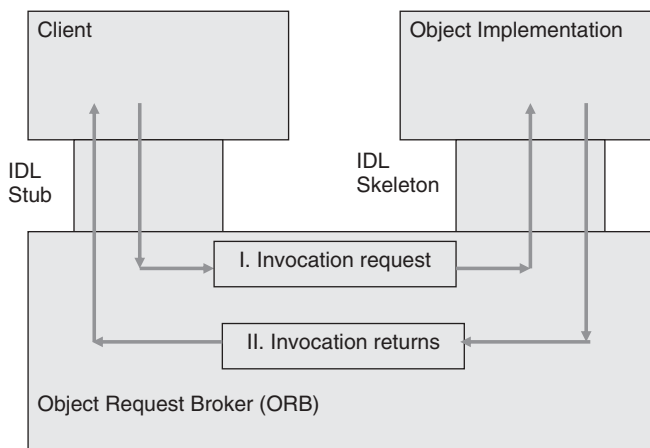 Client
Object Implementation
IDL
Stub
IDL
Skeleton
I. Invocation request
II. Invocation returns
Object Request Broker (ORB)